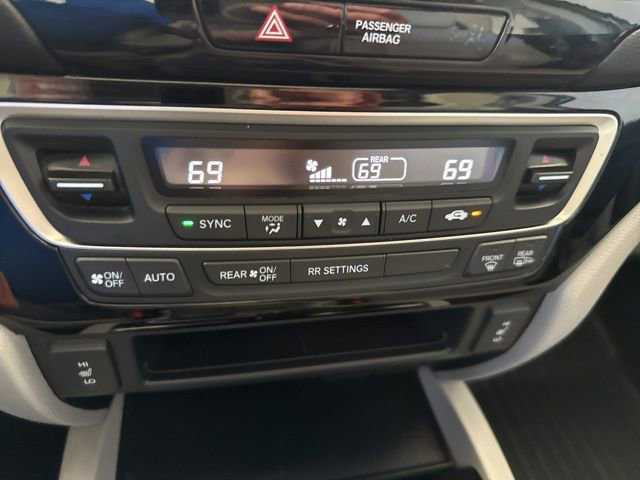 PASSENGER
AIRBAG
69 REAR 69 69
SYNC MODE A/C
ON/OFF AUTO REAR ON/OFF RR SETTINGS FRONT REAR
HI
LO